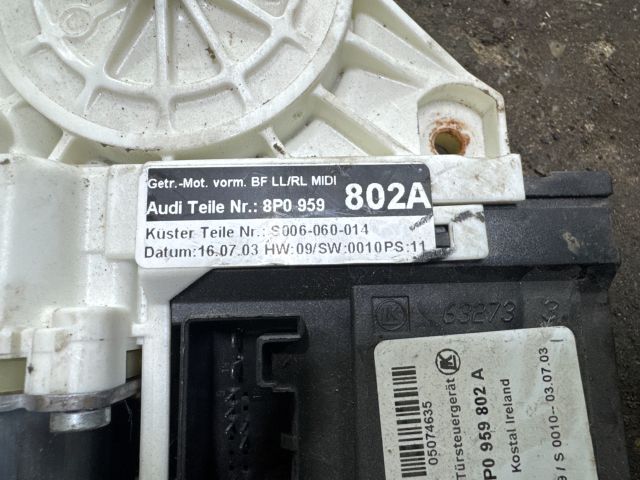 Getr.-Mot. vorm. BF LL/RL MIDI
Audi Teile Nr.: 8P0 959 802A
Küster Teile Nr.: S006-060-014
Datum:16.07.03 HW:09/SW:0010PS:11
LK 63273
05074635
Türsteuergerät
P0 959 802 A
Kostal Ireland
9 / S 0010-- 03.07.03